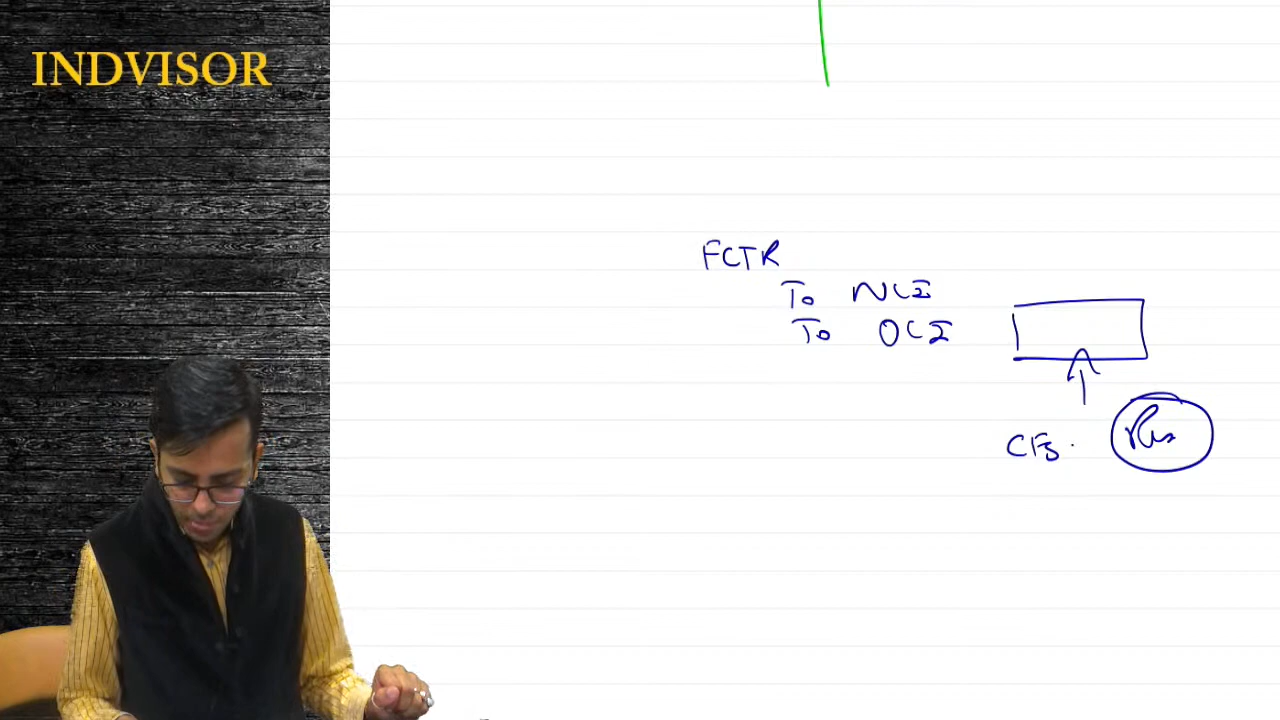 INDVISOR
FCTR
To NCI
To OCI
CFS.